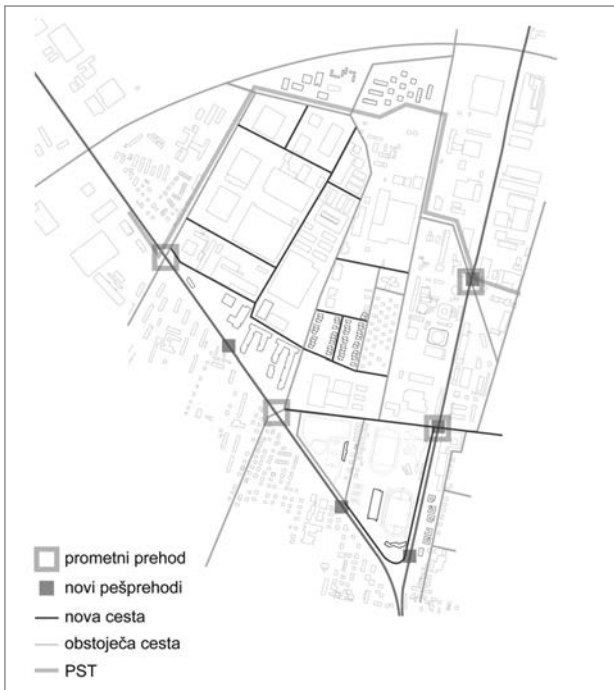 prometni prehod
novi pešprehodi
nova cesta
obstoječa cesta
PST